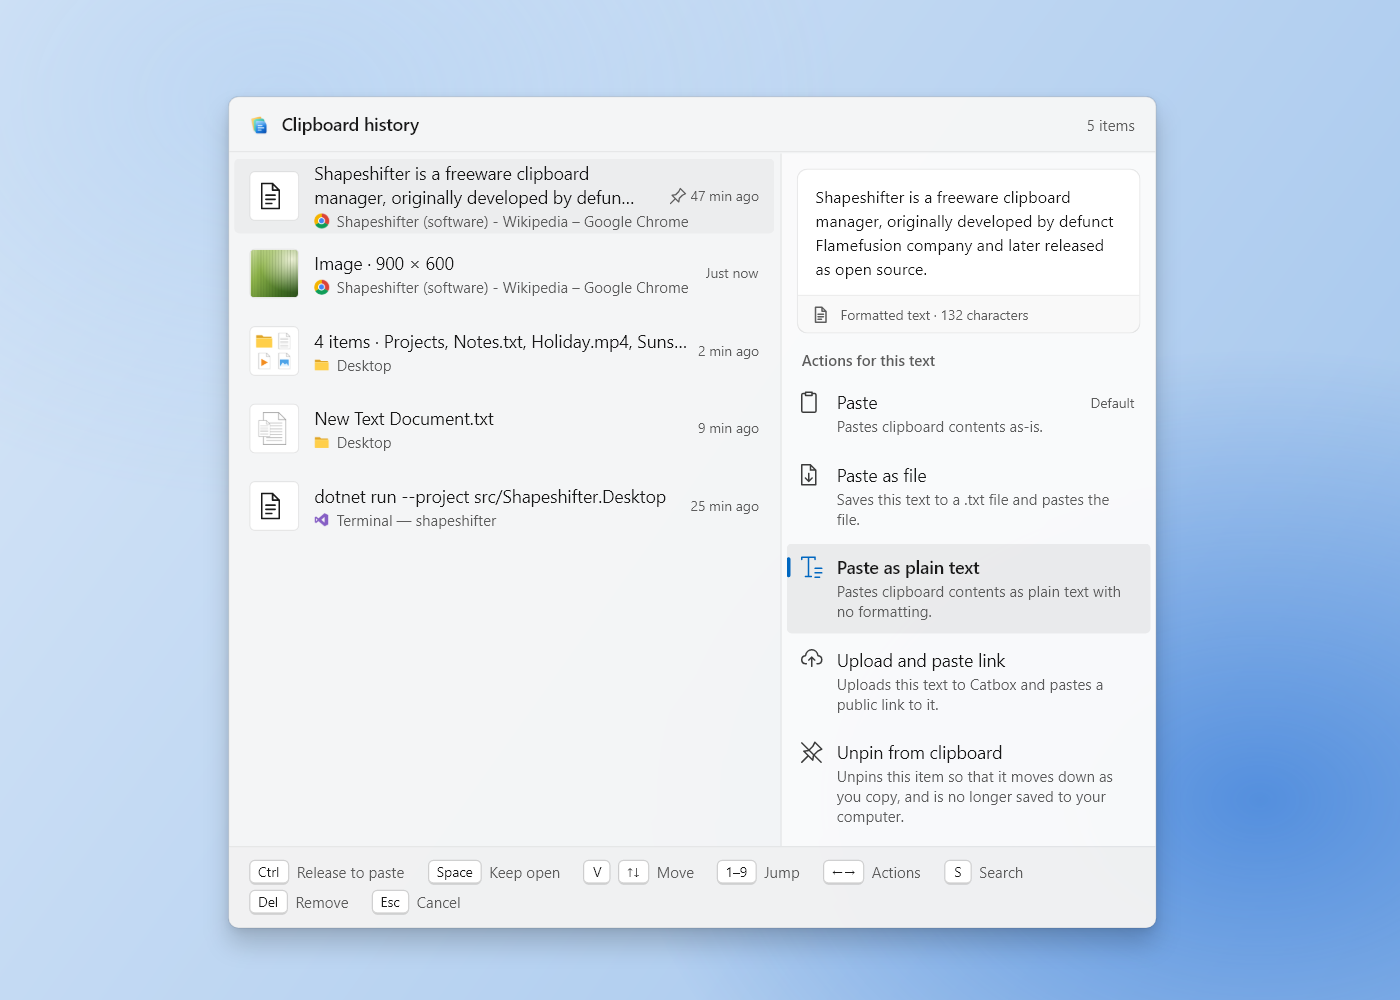 Clipboard history
5 items
Shapeshifter is a freeware clipboard
manager, originally developed by defun...
47 min ago
Shapeshifter (software) - Wikipedia – Google Chrome
Image · 900 × 600
Just now
Shapeshifter (software) - Wikipedia – Google Chrome
4 items · Projects, Notes.txt, Holiday.mp4, Suns...
2 min ago
Desktop
New Text Document.txt
9 min ago
Desktop
dotnet run --project src/Shapeshifter.Desktop
25 min ago
Terminal — shapeshifter
Shapeshifter is a freeware clipboard
manager, originally developed by defunct
Flamefusion company and later released
as open source.
Formatted text · 132 characters
Actions for this text
Paste
Default
Pastes clipboard contents as-is.
Paste as file
Saves this text to a .txt file and pastes the
file.
Paste as plain text
Pastes clipboard contents as plain text with
no formatting.
Upload and paste link
Uploads this text to Catbox and pastes a
public link to it.
Unpin from clipboard
Unpins this item so that it moves down as
you copy, and is no longer saved to your
computer.
Ctrl Release to paste Space Keep open V ↑↓ Move 1–9 Jump ←→ Actions S Search
Del Remove Esc Cancel